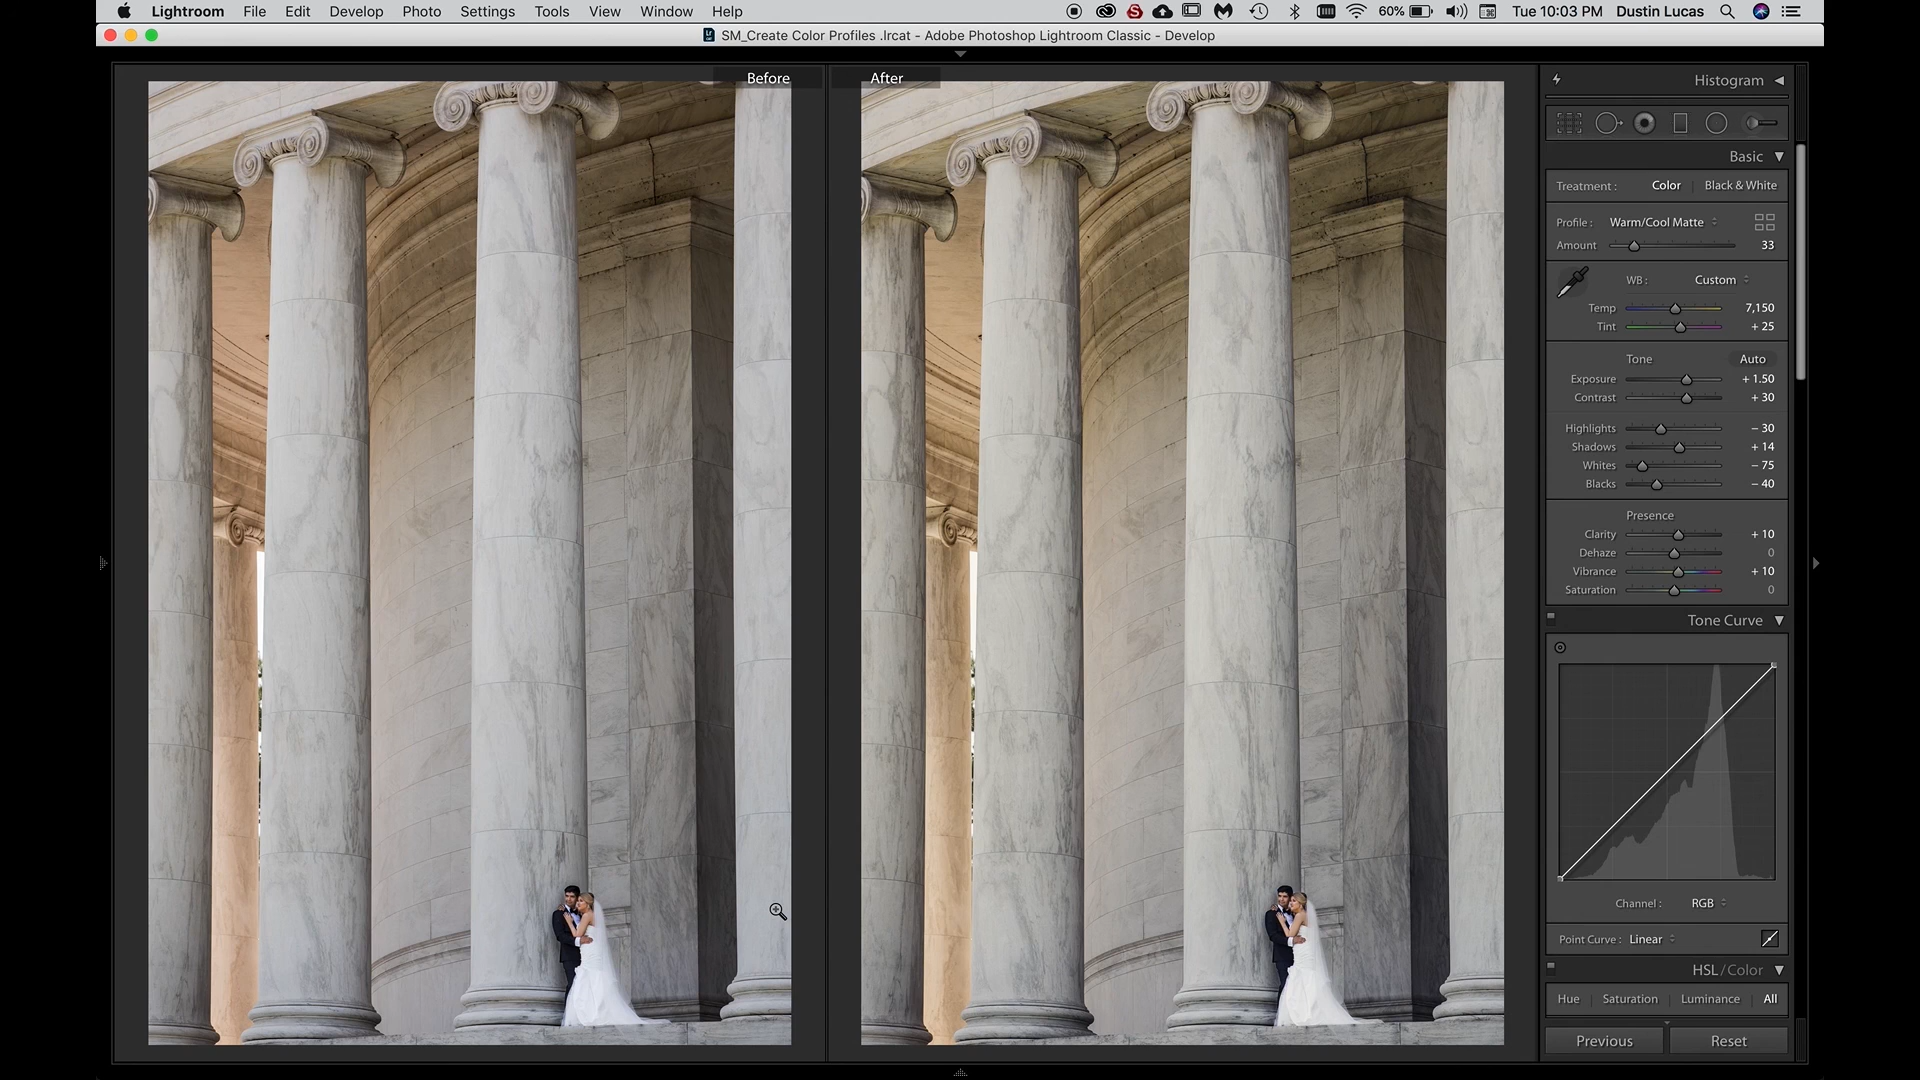 Lightroom File Edit Develop Photo Settings Tools View Window Help 60% Tue 10:03 PM Dustin Lucas
SM_Create Color Profiles .lrcat - Adobe Photoshop Lightroom Classic - Develop
Before After
Histogram
Basic
Treatment : Color Black & White
Profile : Warm/Cool Matte
Amount 33
WB : Custom
Temp 7,150
Tint + 25
Tone Auto
Exposure + 1.50
Contrast + 30
Highlights − 30
Shadows + 14
Whites − 75
Blacks − 40
Presence
Clarity + 10
Dehaze 0
Vibrance + 10
Saturation 0
Tone Curve
Channel : RGB
Point Curve : Linear
HSL / Color
Hue Saturation Luminance All
Previous Reset